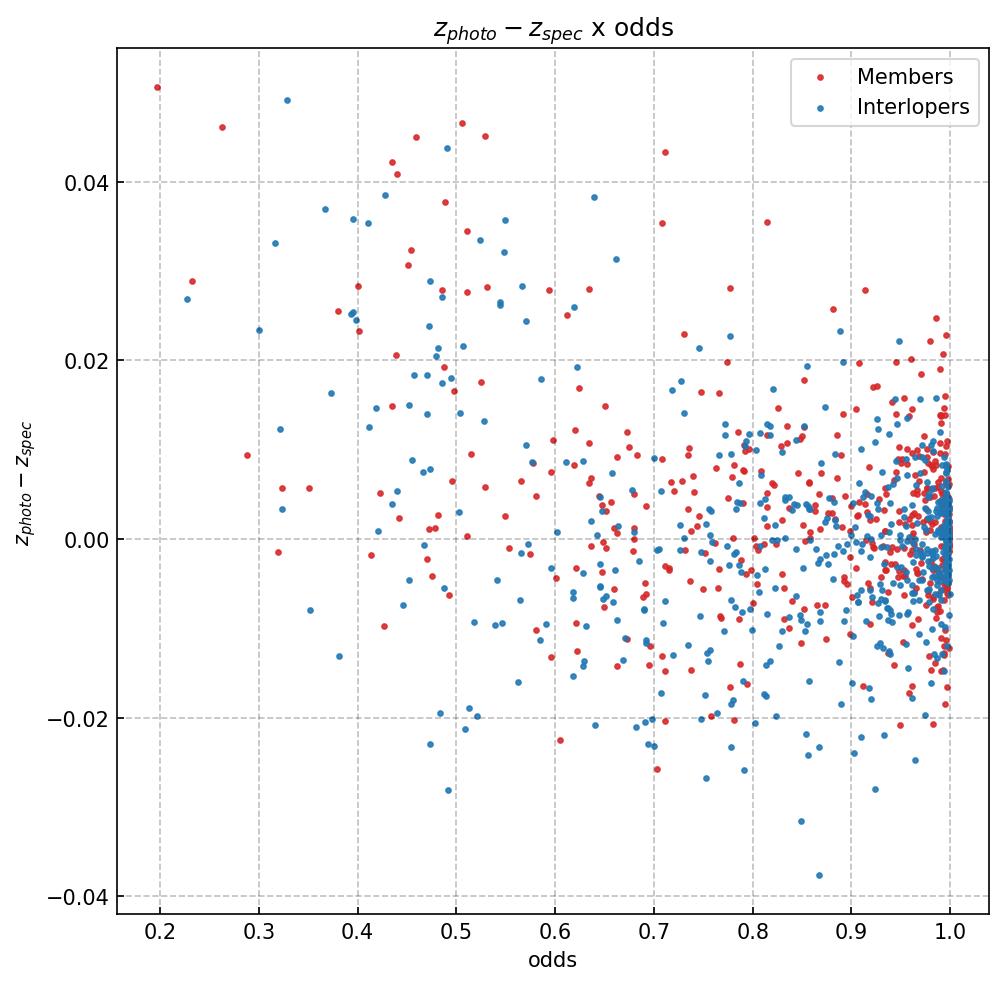 z_photo − z_spec x odds
Members
Interlopers
z_photo − z_spec
0.04
0.02
0.00
−0.02
−0.04
0.2 0.3 0.4 0.5 0.6 0.7 0.8 0.9 1.0
odds